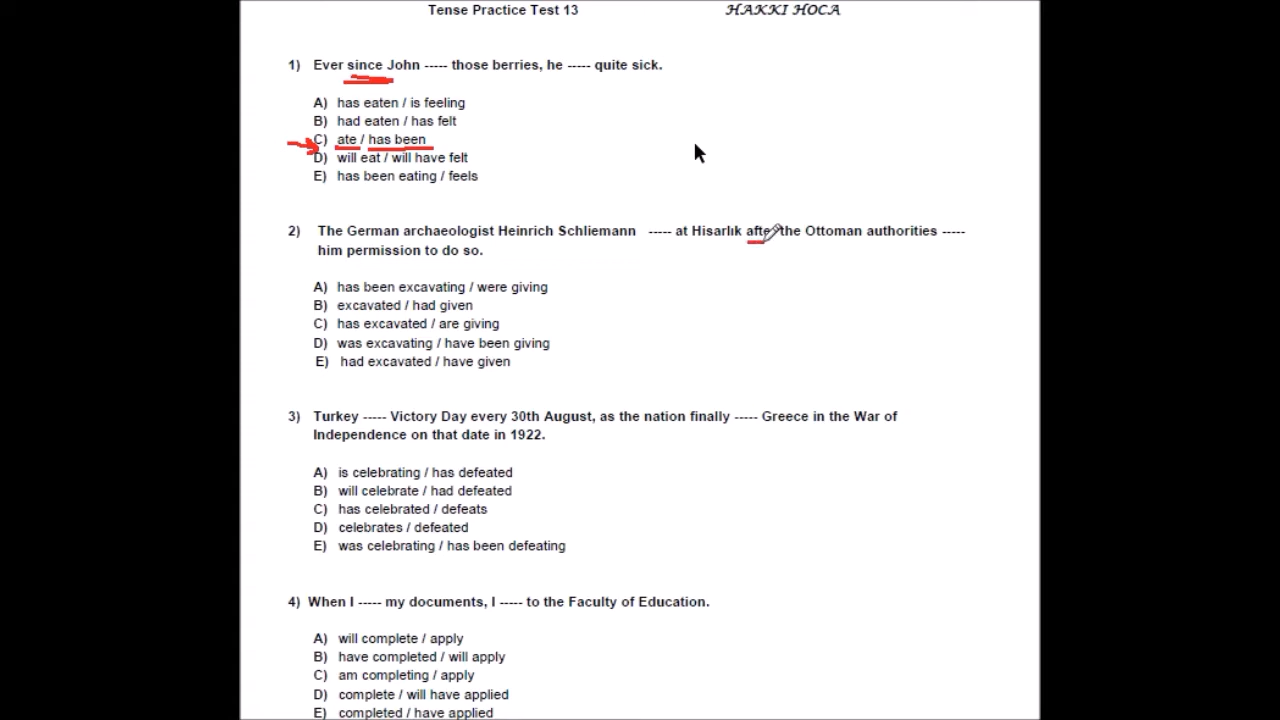 Tense Practice Test 13 HAKKI HOCA
1) Ever since John ----- those berries, he ----- quite sick.
A) has eaten / is feeling
B) had eaten / has felt
C) ate / has been
D) will eat / will have felt
E) has been eating / feels
2) The German archaeologist Heinrich Schliemann ----- at Hisarlık after the Ottoman authorities -----
him permission to do so.
A) has been excavating / were giving
B) excavated / had given
C) has excavated / are giving
D) was excavating / have been giving
E) had excavated / have given
3) Turkey ----- Victory Day every 30th August, as the nation finally ----- Greece in the War of
Independence on that date in 1922.
A) is celebrating / has defeated
B) will celebrate / had defeated
C) has celebrated / defeats
D) celebrates / defeated
E) was celebrating / has been defeating
4) When I ----- my documents, I ----- to the Faculty of Education.
A) will complete / apply
B) have completed / will apply
C) am completing / apply
D) complete / will have applied
E) completed / have applied